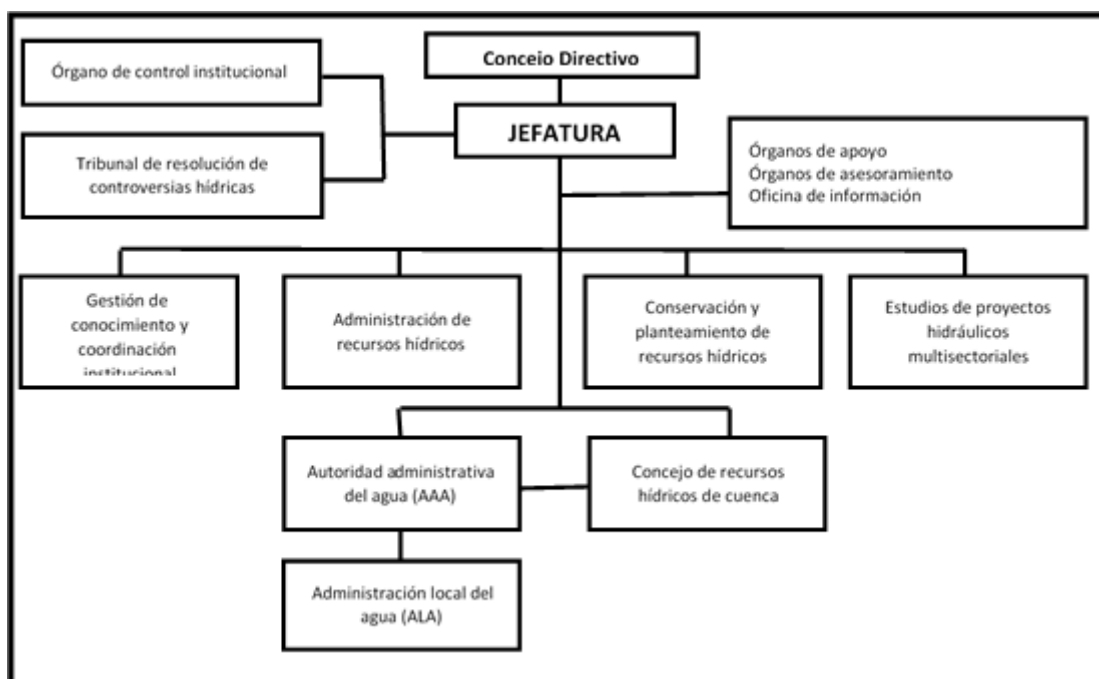 Conceio Directivo
Órgano de control institucional
JEFATURA
Tribunal de resolución de
controversias hídricas
Órganos de apoyo
Órganos de asesoramiento
Oficina de información
Gestión de
conocimiento y
coordinación
institucional
Administración de
recursos hídricos
Conservación y
planteamiento de
recursos hídricos
Estudios de proyectos
hidráulicos
multisectoriales
Autoridad administrativa
del agua (AAA)
Concejo de recursos
hídricos de cuenca
Administración local del
agua (ALA)